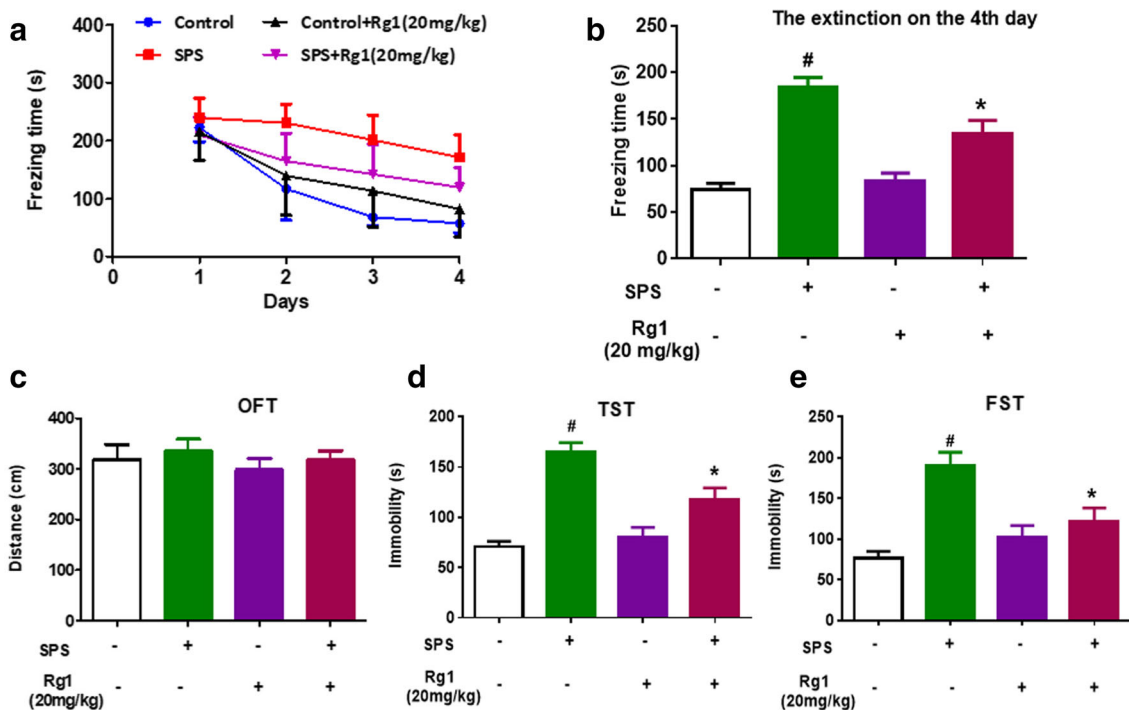 a
Control
Control+Rg1(20mg/kg)
SPS
SPS+Rg1(20mg/kg)
Frezing time (s)
400
300
200
100
0
0 1 2 3 4
Days
b
The extinction on the 4th day
Freezing time (s)
250
200
150
100
50
0
#
*
SPS - + - +
Rg1 - - + +
(20 mg/kg)
c
OFT
Distance (cm)
400
300
200
100
0
SPS - + - +
Rg1 - - + +
(20mg/kg)
d
TST
Immobility (s)
200
150
100
50
0
#
*
SPS - + - +
Rg1 - - + +
(20mg/kg)
e
FST
Immobility (s)
250
200
150
100
50
0
#
*
SPS - + - +
Rg1 - - + +
(20mg/kg)